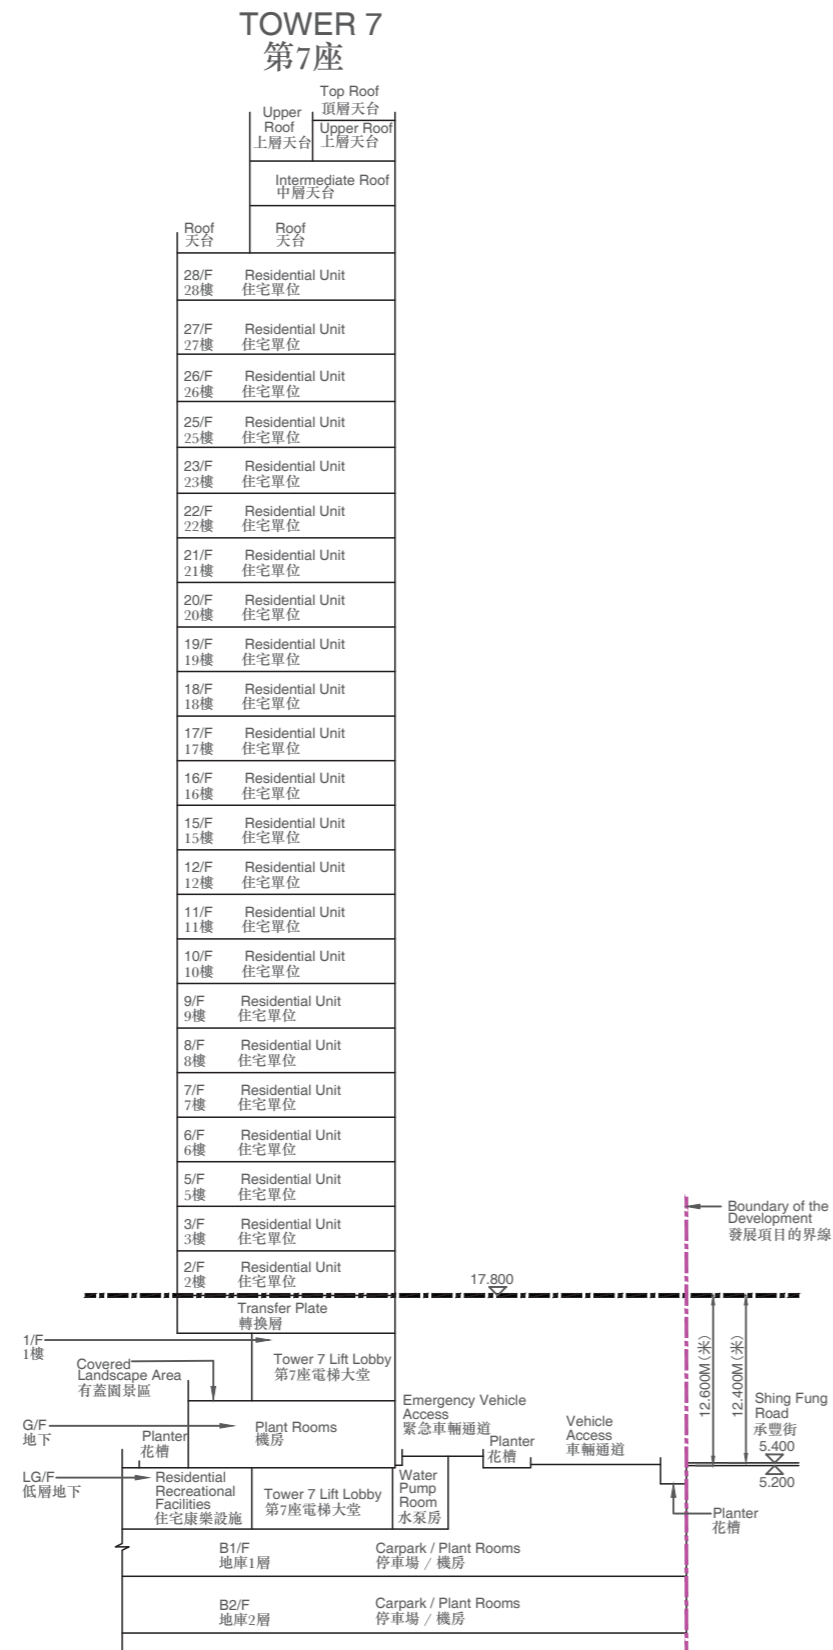 TOWER 7
第7座
Top Roof
頂層天台
Upper
Roof
上層天台
Upper Roof
上層天台
Intermediate Roof
中層天台
Roof
天台
Roof
天台
28/F Residential Unit
28樓 住宅單位
27/F Residential Unit
27樓 住宅單位
26/F Residential Unit
26樓 住宅單位
25/F Residential Unit
25樓 住宅單位
23/F Residential Unit
23樓 住宅單位
22/F Residential Unit
22樓 住宅單位
21/F Residential Unit
21樓 住宅單位
20/F Residential Unit
20樓 住宅單位
19/F Residential Unit
19樓 住宅單位
18/F Residential Unit
18樓 住宅單位
17/F Residential Unit
17樓 住宅單位
16/F Residential Unit
16樓 住宅單位
15/F Residential Unit
15樓 住宅單位
12/F Residential Unit
12樓 住宅單位
11/F Residential Unit
11樓 住宅單位
10/F Residential Unit
10樓 住宅單位
9/F Residential Unit
9樓 住宅單位
8/F Residential Unit
8樓 住宅單位
7/F Residential Unit
7樓 住宅單位
6/F Residential Unit
6樓 住宅單位
5/F Residential Unit
5樓 住宅單位
3/F Residential Unit
3樓 住宅單位
2/F Residential Unit
2樓 住宅單位
Boundary of the
Development
發展項目的界線
17.800
Transfer Plate
轉換層
1/F
1樓
Tower 7 Lift Lobby
第7座電梯大堂
Covered
Landscape Area
有蓋園景區
12.600M(米)
12.400M(米)
Shing Fung
Road
承豐街
5.400
5.200
G/F
地下
Planter
花槽
Plant Rooms
機房
Emergency Vehicle
Access
緊急車輛通道
Planter
花槽
Vehicle
Access
車輛通道
LG/F
低層地下
Residential
Recreational
Facilities
住宅康樂設施
Tower 7 Lift Lobby
第7座電梯大堂
Water
Pump
Room
水泵房
Planter
花槽
B1/F Carpark / Plant Rooms
地庫1層 停車場 / 機房
B2/F Carpark / Plant Rooms
地庫2層 停車場 / 機房